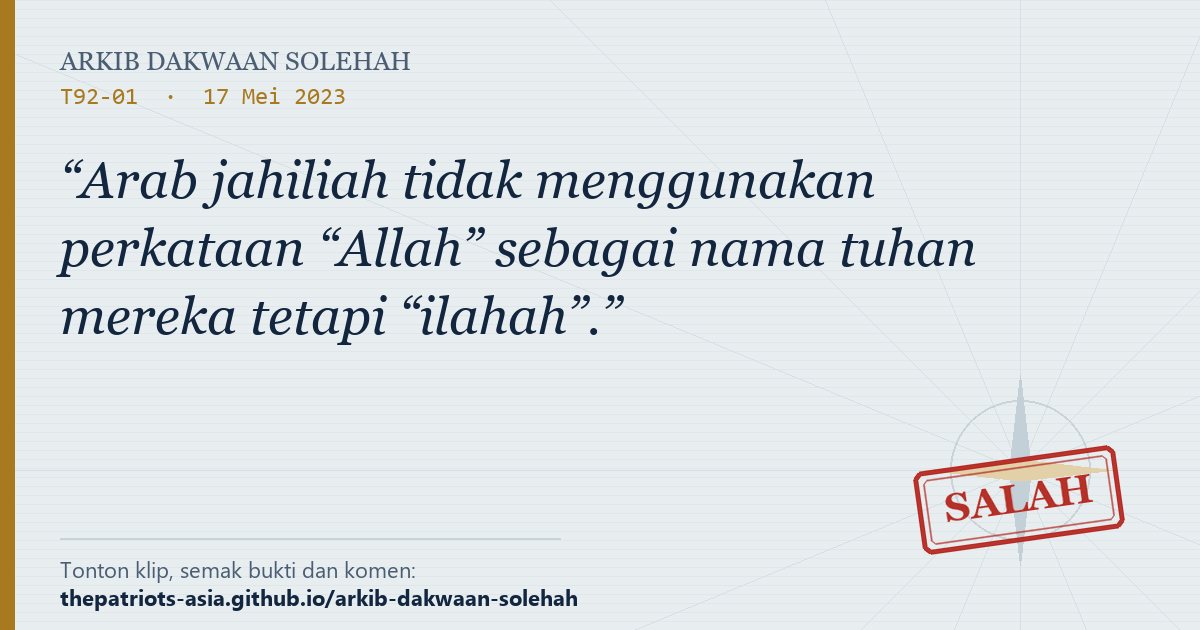 ARKIB DAKWAAN SOLEHAH
T92-01 · 17 Mei 2023
“Arab jahiliah tidak menggunakan
perkataan “Allah” sebagai nama tuhan
mereka tetapi “ilahah”.”
SALAH
Tonton klip, semak bukti dan komen:
thepatriots-asia.github.io/arkib-dakwaan-solehah